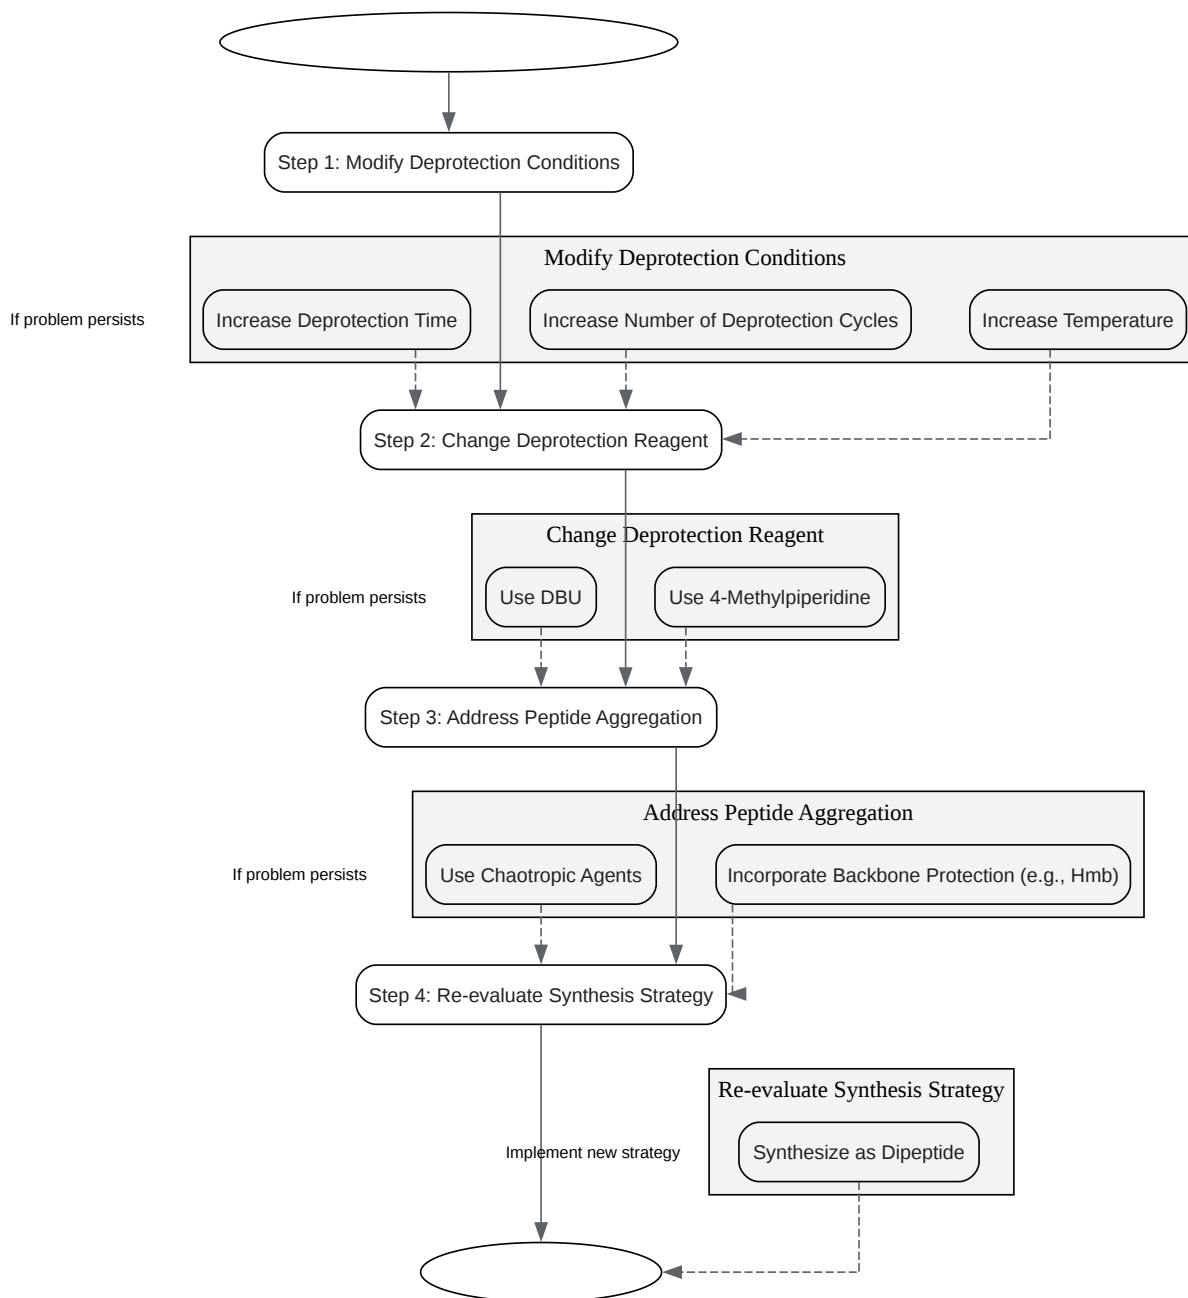 Step 1: Modify Deprotection Conditions
Modify Deprotection Conditions
If problem persists
Increase Deprotection Time
Increase Number of Deprotection Cycles
Increase Temperature
Step 2: Change Deprotection Reagent
Change Deprotection Reagent
If problem persists
Use DBU
Use 4-Methylpiperidine
Step 3: Address Peptide Aggregation
Address Peptide Aggregation
If problem persists
Use Chaotropic Agents
Incorporate Backbone Protection (e.g., Hmb)
Step 4: Re-evaluate Synthesis Strategy
Re-evaluate Synthesis Strategy
Implement new strategy
Synthesize as Dipeptide